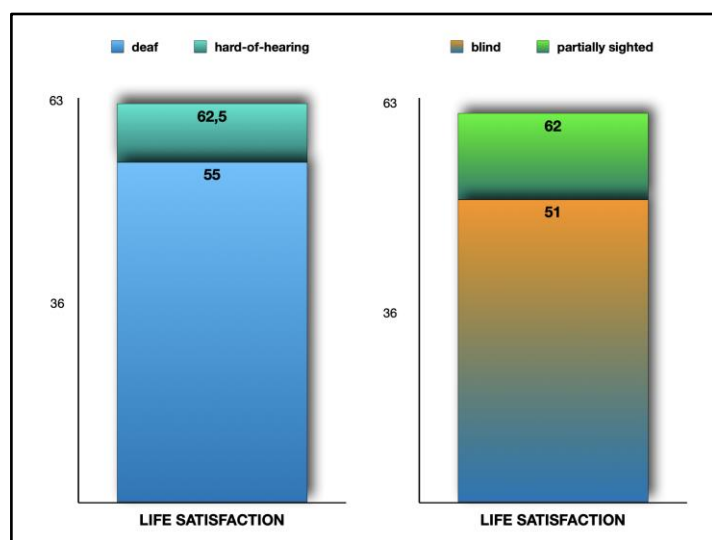 deaf
hard-of-hearing
63
62,5
55
36
LIFE SATISFACTION
blind
partially sighted
63
62
51
36
LIFE SATISFACTION